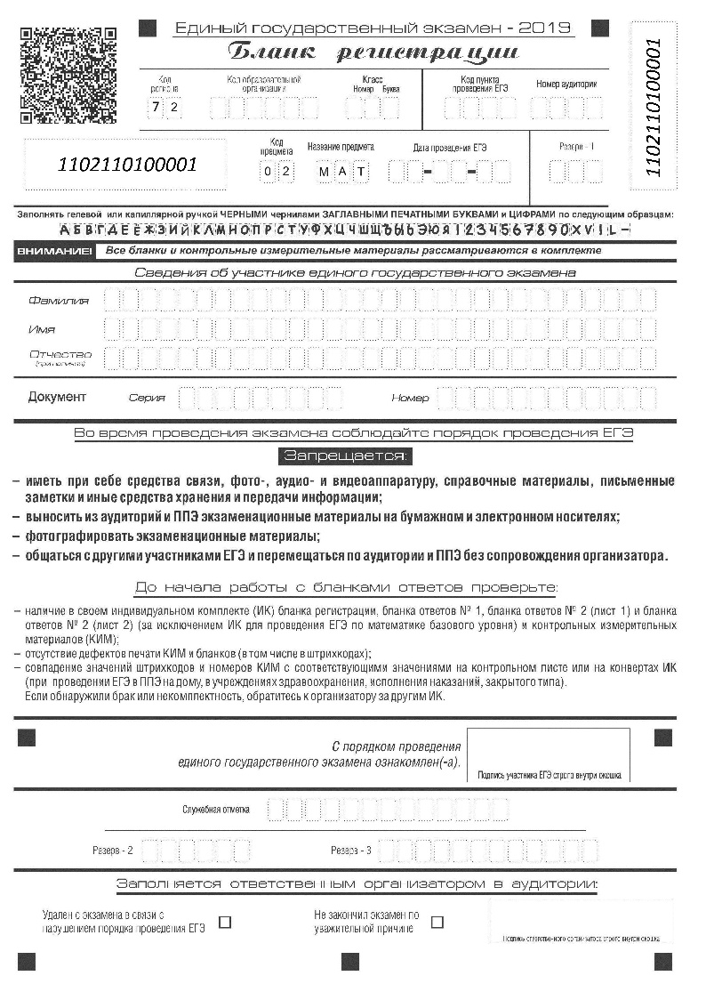 Единый государственный экзамен - 2019
Бланк регистрации
Код региона
Код образовательной организации
Класс
Номер Буква
Код пункта проведения ЕГЭ
Номер аудитории
7 2
1102110100001
1102110100001
Код предмета
Название предмета
Дата проведения ЕГЭ
Резерв - 1
0 2
М А Т
- -
Заполнять гелевой или капиллярной ручкой ЧЕРНЫМИ чернилами ЗАГЛАВНЫМИ ПЕЧАТНЫМИ БУКВАМИ и ЦИФРАМИ по следующим образцам:
А Б В Г Д Е Ё Ж З И Й К Л М Н О П Р С Т У Ф Х Ц Ч Ш Щ Ъ Ы Ь Э Ю Я 1 2 3 4 5 6 7 8 9 0 X V I L -
ВНИМАНИЕ! Все бланки и контрольные измерительные материалы рассматриваются в комплекте
Сведения об участнике единого государственного экзамена
Фамилия
Имя
Отчество
(при наличии)
Документ Серия Номер
Во время проведения экзамена соблюдайте порядок проведения ЕГЭ
Запрещается:
– иметь при себе средства связи, фото-, аудио- и видеоаппаратуру, справочные материалы, письменные
заметки и иные средства хранения и передачи информации;
– выносить из аудиторий и ППЭ экзаменационные материалы на бумажном и электронном носителях;
– фотографировать экзаменационные материалы;
– общаться с другими участниками ЕГЭ и перемещаться по аудитории и ППЭ без сопровождения организатора.
До начала работы с бланками ответов проверьте:
– наличие в своем индивидуальном комплекте (ИК) бланка регистрации, бланка ответов № 1, бланка ответов № 2 (лист 1) и бланка
ответов № 2 (лист 2) (за исключением ИК для проведения ЕГЭ по математике базового уровня) и контрольных измерительных
материалов (КИМ);
– отсутствие дефектов печати КИМ и бланков (в том числе в штрихкодах);
– совпадение значений штрихкодов и номеров КИМ с соответствующими значениями на контрольном листе или на конвертах ИК
(при проведении ЕГЭ в ППЭ на дому, в учреждениях здравоохранения, исполнения наказаний, закрытого типа).
Если обнаружили брак или некомплектность, обратитесь к организатору за другим ИК.
С порядком проведения
единого государственного экзамена ознакомлен(-а).
Подпись участника ЕГЭ строго внутри окошка
Служебная отметка
Резерв - 2
Резерв - 3
Заполняется ответственным организатором в аудитории:
Удален с экзамена в связи с
нарушением порядка проведения ЕГЭ
Не закончил экзамен по
уважительной причине
Подпись ответственного организатора строго внутри окошка